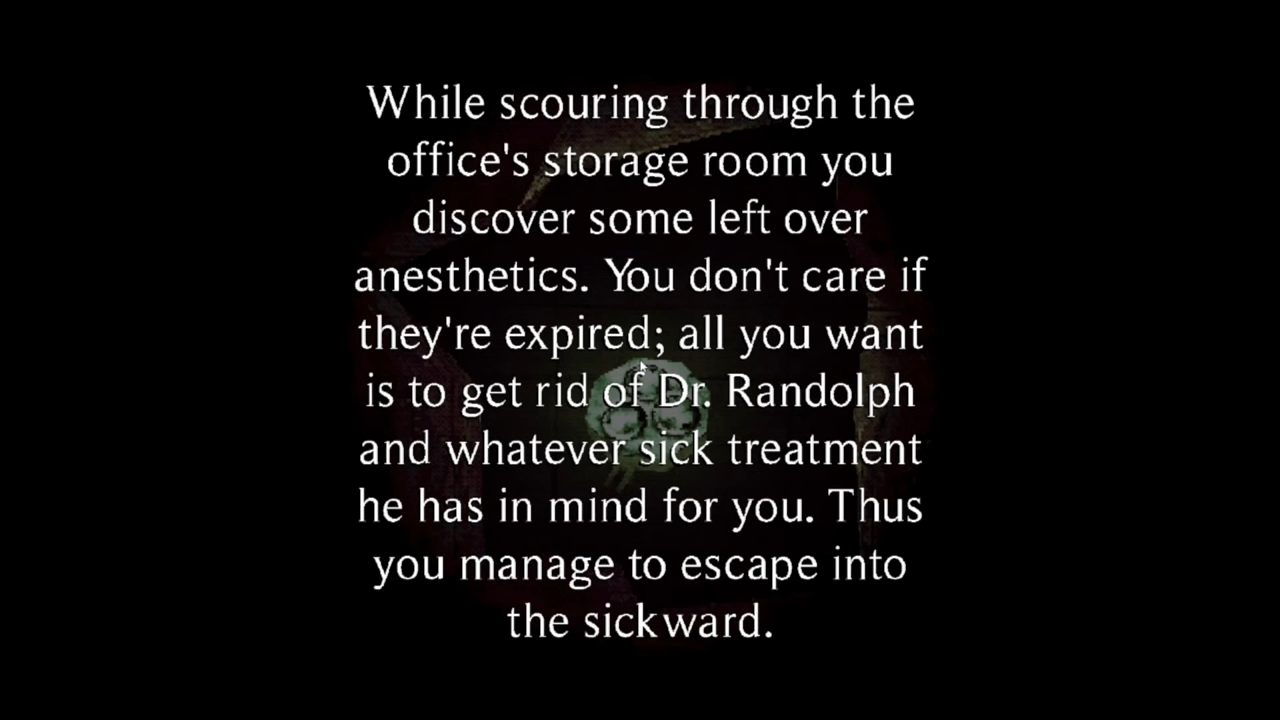 While scouring through the
office's storage room you
discover some left over
anesthetics. You don't care if
they're expired; all you want
is to get rid of Dr. Randolph
and whatever sick treatment
he has in mind for you. Thus
you manage to escape into
the sickward.